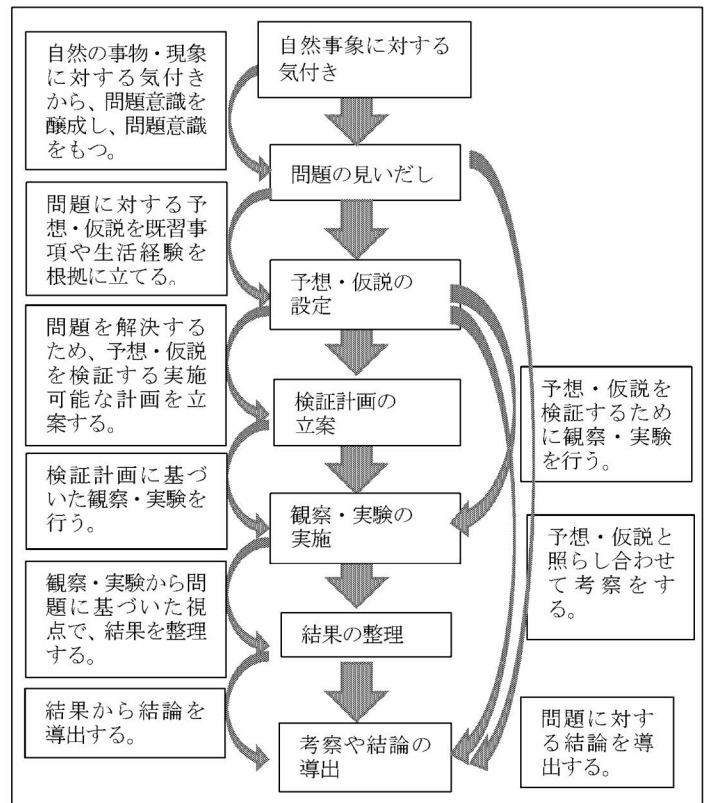 自然の事物・現象
に対する気付き
から、問題意識を
醸成し、問題意識
をもつ。
自然事象に対する
気付き
問題の見いだし
問題に対する予
想・仮説を既習事
項や生活経験を
根拠に立てる。
予想・仮説の
設定
問題を解決する
ため、予想・仮説
を検証する実施
可能な計画を立
案する。
検証計画の
立案
予想・仮説を
検証するため
に観察・実験
を行う。
検証計画に基づ
いた観察・実験を
行う。
観察・実験の
実施
予想・仮説と
照らし合わせ
て考察をす
る。
観察・実験から問
題に基づいた視
点で、結果を整理
する。
結果の整理
結果から結論を
導出する。
考察や結論の
導出
問題に対す
る結論を導
出する。